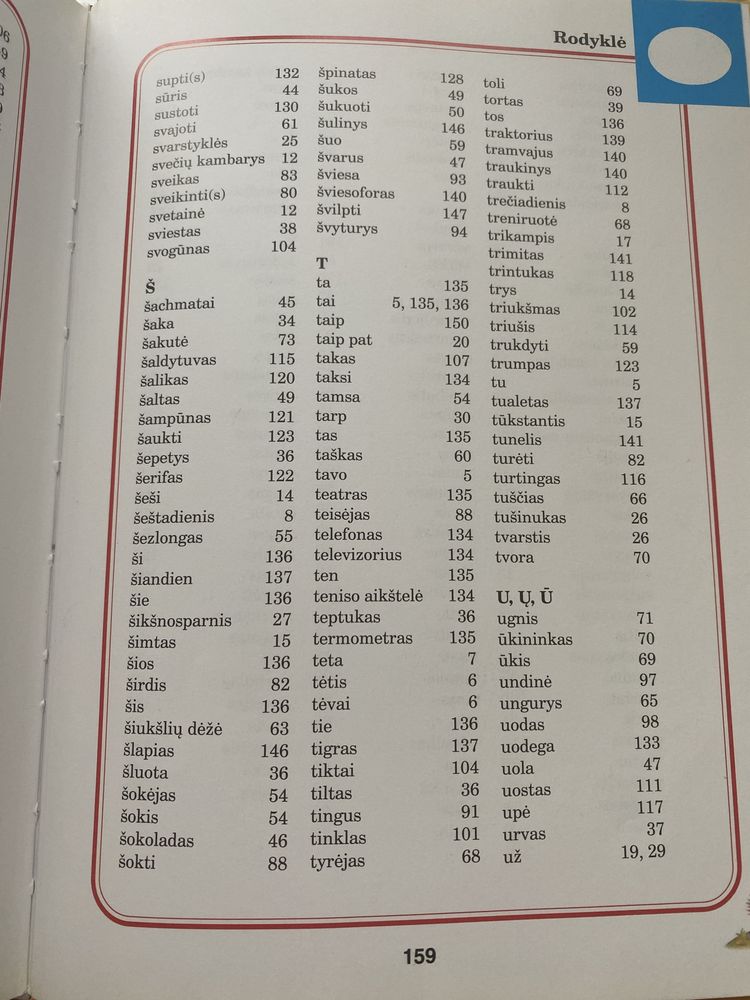 Rodyklė
supti(s) 132
sūris 44
sustoti 130
svajoti 61
svarstyklės 25
svečių kambarys 12
sveikas 83
sveikinti(s) 80
svetainė 12
sviestas 38
svogūnas 104
Š
šachmatai 45
šaka 34
šakutė 73
šaldytuvas 115
šalikas 120
šaltas 49
šampūnas 121
šaukti 123
šepetys 36
šerifas 122
šeši 14
šeštadienis 8
šezlongas 55
ši 136
šiandien 137
šie 136
šikšnosparnis 27
šimtas 15
šios 136
širdis 82
šis 136
šiukšlių dėžė 63
šlapias 146
šluota 36
šokėjas 54
šokis 54
šokoladas 46
šokti 88
špinatas 128
šukos 49
šukuoti 50
šulinys 146
šuo 59
švarus 47
šviesa 93
šviesoforas 140
švilpti 147
švyturys 94
T
ta 135
tai 5, 135, 136
taip 150
taip pat 20
takas 107
taksi 134
tamsa 54
tarp 30
tas 135
taškas 60
tavo 5
teatras 135
teisėjas 88
telefonas 134
televizorius 134
ten 135
teniso aikštelė 134
teptukas 36
termometras 135
teta 7
tėtis 6
tėvai 6
tie 136
tigras 137
tiktai 104
tiltas 36
tingus 91
tinklas 101
tyrėjas 68
toli 69
tortas 39
tos 136
traktorius 139
tramvajus 140
traukinys 140
traukti 112
trečiadienis 8
treniruotė 68
trikampis 17
trimitas 141
trintukas 118
trys 14
triukšmas 102
triušis 114
trukdyti 59
trumpas 123
tu 5
tualetas 137
tūkstantis 15
tunelis 141
turėti 82
turtingas 116
tuščias 66
tušinukas 26
tvarstis 26
tvora 70
U, Ų, Ū
ugnis 71
ūkininkas 70
ūkis 69
undinė 97
ungurys 65
uodas 98
uodega 133
uola 47
uostas 111
upė 117
urvas 37
už 19, 29
159